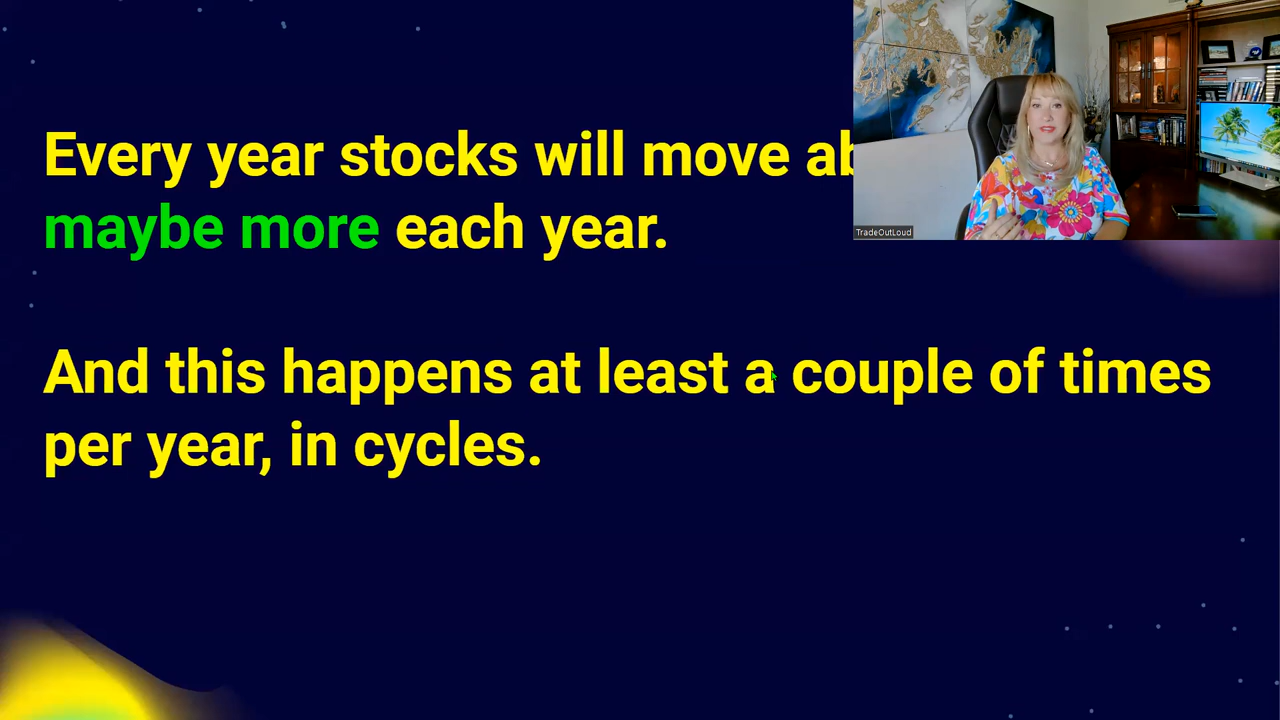 Every year stocks will move
maybe more each year.
And this happens at least a couple of times
per year, in cycles.
TradeOutLoud